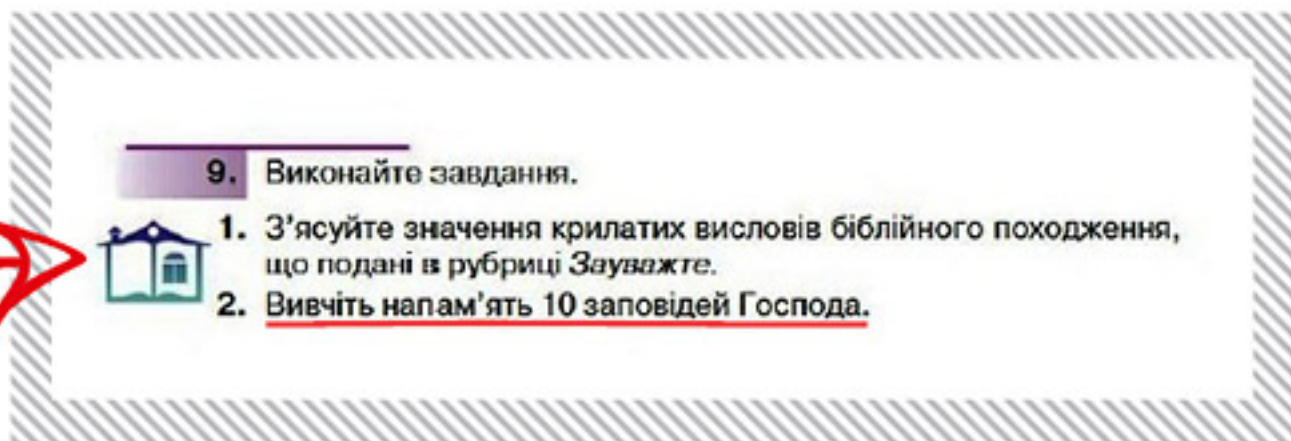 9. Виконайте завдання.
1. З’ясуйте значення крилатих висловів біблійного походження,
що подані в рубриці Зауважте.
2. Вивчіть напам’ять 10 заповідей Господа.